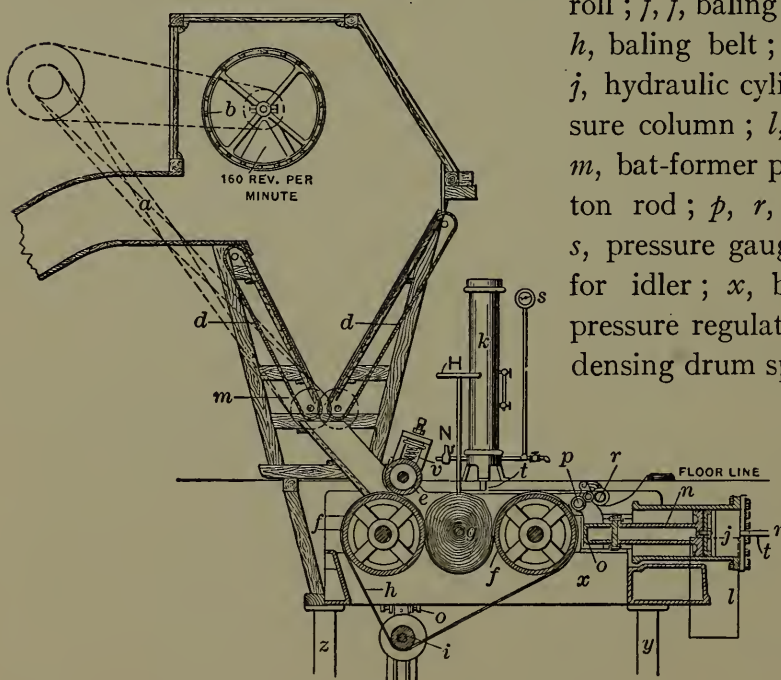 roll ; f, f, baling
h, baling belt ;
j, hydraulic cyli
sure column ; l,
m, bat-former p
ton rod ; p, r,
s, pressure gaug
for idler ; x, b
pressure regulat
densing drum sp
b
160 REV. PER
MINUTE
a
d
d
k
s
H
m
N
v
t
e
p
r
FLOOR LINE
n
f
g
f
x
o
j
t
h
o
l
i
z
y